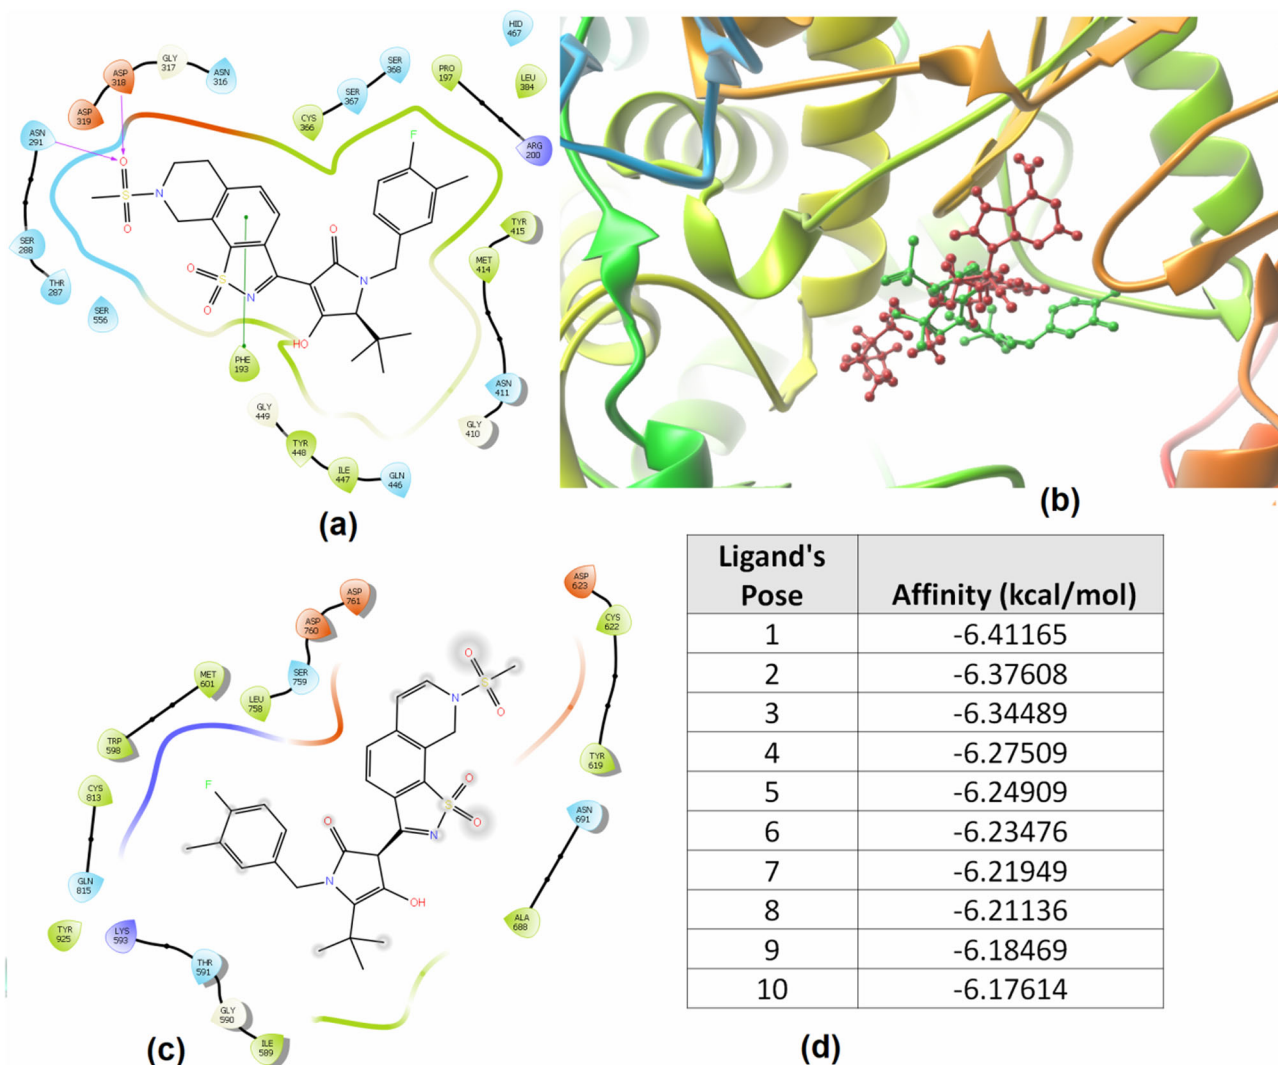 HID
467
GLY
317
ASP
318
ASN
316
SER
368
PRO
197
LEU
384
SER
367
ASP
319
CYS
366
ASN
291
ARG
200
F
O
S
N
O
SER
288
THR
287
SER
556
O
S
O
N
O
N
HO
TYR
415
MET
414
PHE
193
ASN
411
GLY
410
GLY
449
TYR
448
ILE
447
GLN
446
(a)
(b)
ASP
761
ASP
760
SER
759
MET
601
LEU
758
TRP
598
CYS
813
GLN
815
TYR
925
LYS
593
THR
591
GLY
590
ILE
589
ASP
623
CYS
622
TYR
619
ASN
691
ALA
688
O
S
N
O
O
S
O
N
F
O
N
OH
(c)
Ligand's
Pose
Affinity (kcal/mol)
1 -6.41165
2 -6.37608
3 -6.34489
4 -6.27509
5 -6.24909
6 -6.23476
7 -6.21949
8 -6.21136
9 -6.18469
10 -6.17614
(d)